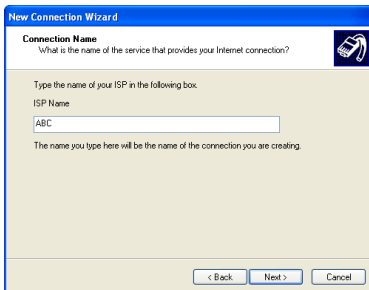 New Connection Wizard
Connection Name
What is the name of the service that provides your Internet connection?
Type the name of your ISP in the following box.
ISP Name
ABC
The name you type here will be the name of the connection you are creating.
< Back
Next >
Cancel